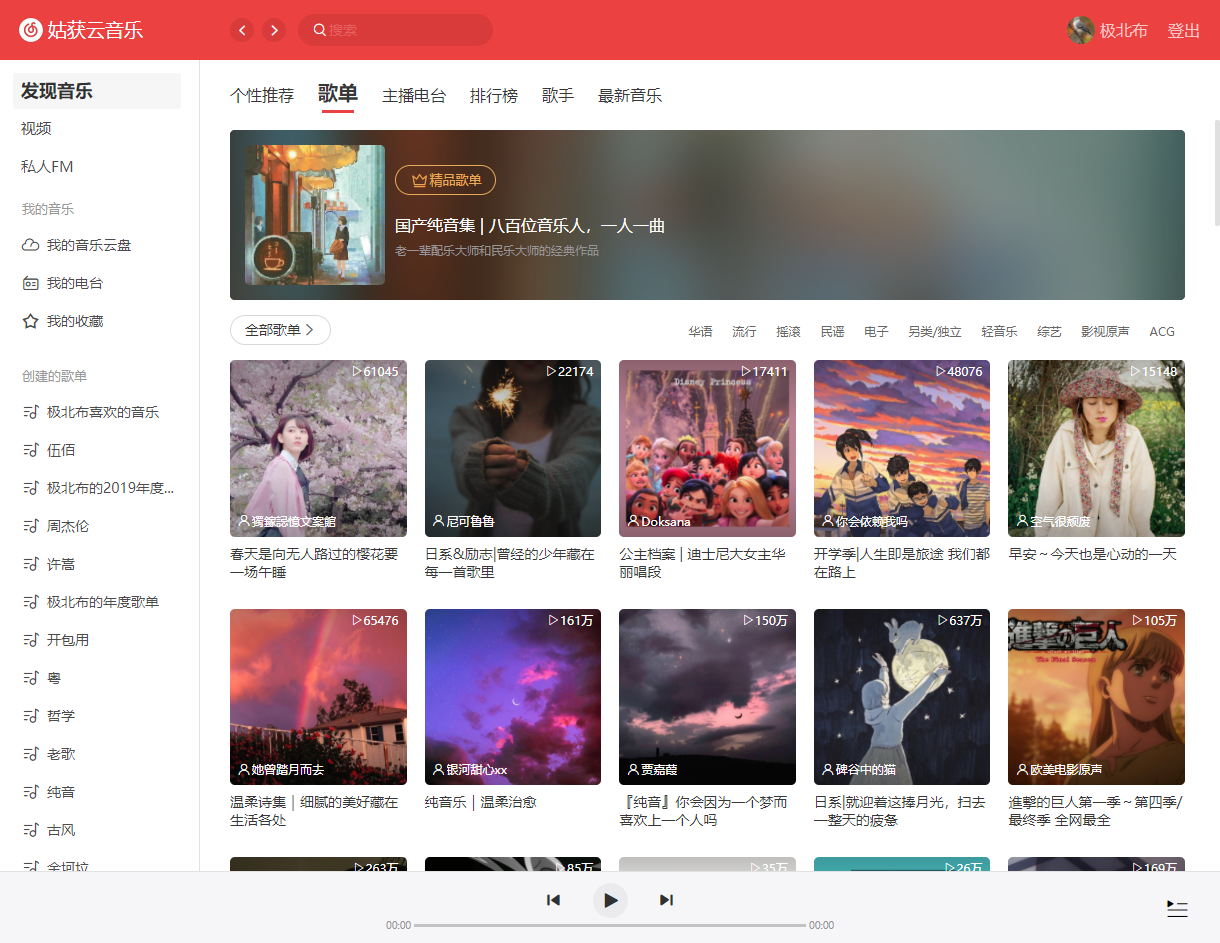 姑获云音乐
搜索
极北布
登出
发现音乐
视频
私人FM
我的音乐
我的音乐云盘
我的电台
我的收藏
创建的歌单
极北布喜欢的音乐
伍佰
极北布的2019年度...
周杰伦
许嵩
极北布的年度歌单
开包用
粤
哲学
老歌
纯音
古风
个性推荐
歌单
主播电台
排行榜
歌手
最新音乐
精品歌单
国产纯音集 | 八百位音乐人，一人一曲
老一辈配乐大师和民乐大师的经典作品
全部歌单
华语
流行
摇滚
民谣
电子
另类/独立
轻音乐
综艺
影视原声
ACG
61045
獨嫁記憶文案館
春天是向无人路过的樱花要
一场午睡
22174
尼可鲁鲁
日系&励志|曾经的少年藏在
每一首歌里
17411
Disney Princess
Doksana
公主档案 | 迪士尼大女主华
丽唱段
48076
你会依赖我吗
开学季|人生即是旅途 我们都
在路上
15148
空气很颓废
早安～今天也是心动的一天
65476
她曾踏月而去
温柔诗集｜细腻的美好藏在
生活各处
161万
银河甜心xx
纯音乐｜温柔治愈
150万
贾嘉葭
『纯音』你会因为一个梦而
喜欢上一个人吗
637万
碑谷中的猫
日系|就迎着这捧月光，扫去
一整天的疲惫
105万
進撃の巨人
The Final Season
欧美电影原声
進擊的巨人第一季～第四季/
最终季 全网最全
263万
85万
35万
26万
169万
00:00
00:00